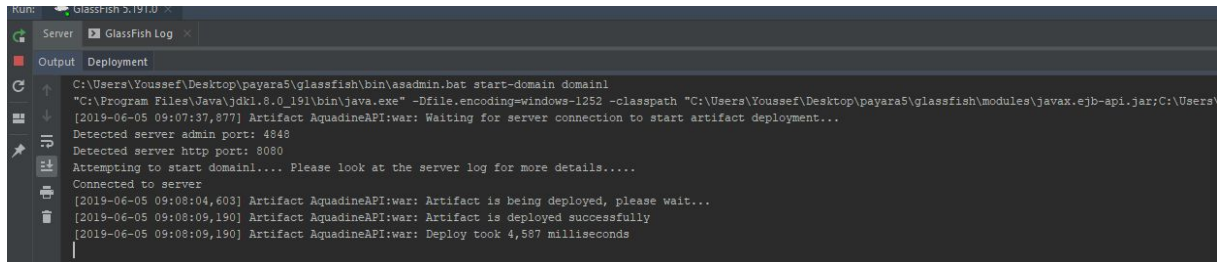 Run: GlassFish 5.191.0
Server GlassFish Log
Output Deployment
C:\Users\Youssef\Desktop\payara5\glassfish\bin\asadmin.bat start-domain domain1
"C:\Program Files\Java\jdk1.8.0_191\bin\java.exe" -Dfile.encoding=windows-1252 -classpath "C:\Users\Youssef\Desktop\payara5\glassfish\modules\javax.ejb-api.jar;C:\Users\
[2019-06-05 09:07:37,877] Artifact AquadineAPI:war: Waiting for server connection to start artifact deployment...
Detected server admin port: 4848
Detected server http port: 8080
Attempting to start domain1.... Please look at the server log for more details.....
Connected to server
[2019-06-05 09:08:04,603] Artifact AquadineAPI:war: Artifact is being deployed, please wait...
[2019-06-05 09:08:09,190] Artifact AquadineAPI:war: Artifact is deployed successfully
[2019-06-05 09:08:09,190] Artifact AquadineAPI:war: Deploy took 4,587 milliseconds